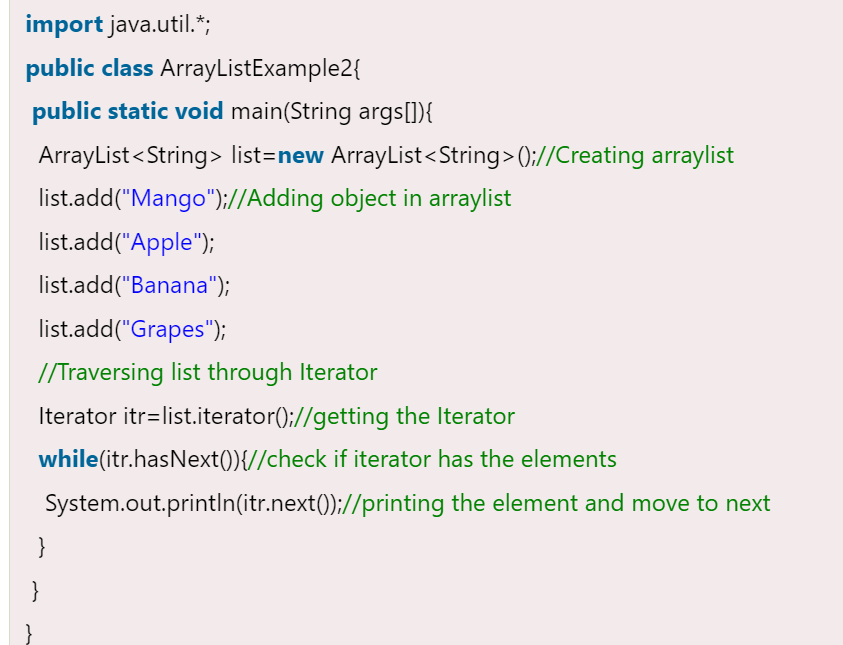 import java.util.*;
public class ArrayListExample2{
public static void main(String args[]){
ArrayList<String> list=new ArrayList<String>();//Creating arraylist
list.add("Mango");//Adding object in arraylist
list.add("Apple");
list.add("Banana");
list.add("Grapes");
//Traversing list through Iterator
Iterator itr=list.iterator();//getting the Iterator
while(itr.hasNext()){//check if iterator has the elements
System.out.println(itr.next());//printing the element and move to next
}
}
}